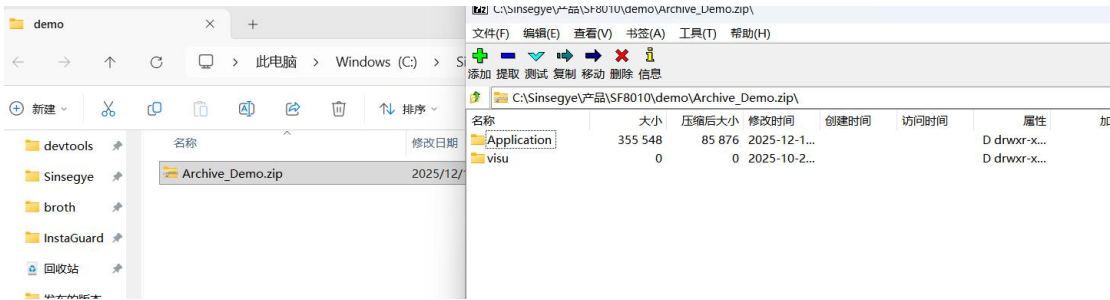 demo
此电脑 > Windows (C:) >
新建
排序
名称
修改日期
devtools
Sinsegye
broth
InstaGuard
回收站
Archive_Demo.zip
2025/12/
C:\Sinsegye\产品\SF8010\demo\Archive_Demo.zip\
文件(F) 编辑(E) 查看(V) 书签(A) 工具(T) 帮助(H)
添加 提取 测试 复制 移动 删除 信息
C:\Sinsegye\产品\SF8010\demo\Archive_Demo.zip\
名称 大小 压缩后大小 修改时间 创建时间 访问时间 属性
Application 355 548 85 876 2025-12-1... D drwxr-x...
visu 0 0 2025-10-2... D drwxr-x...